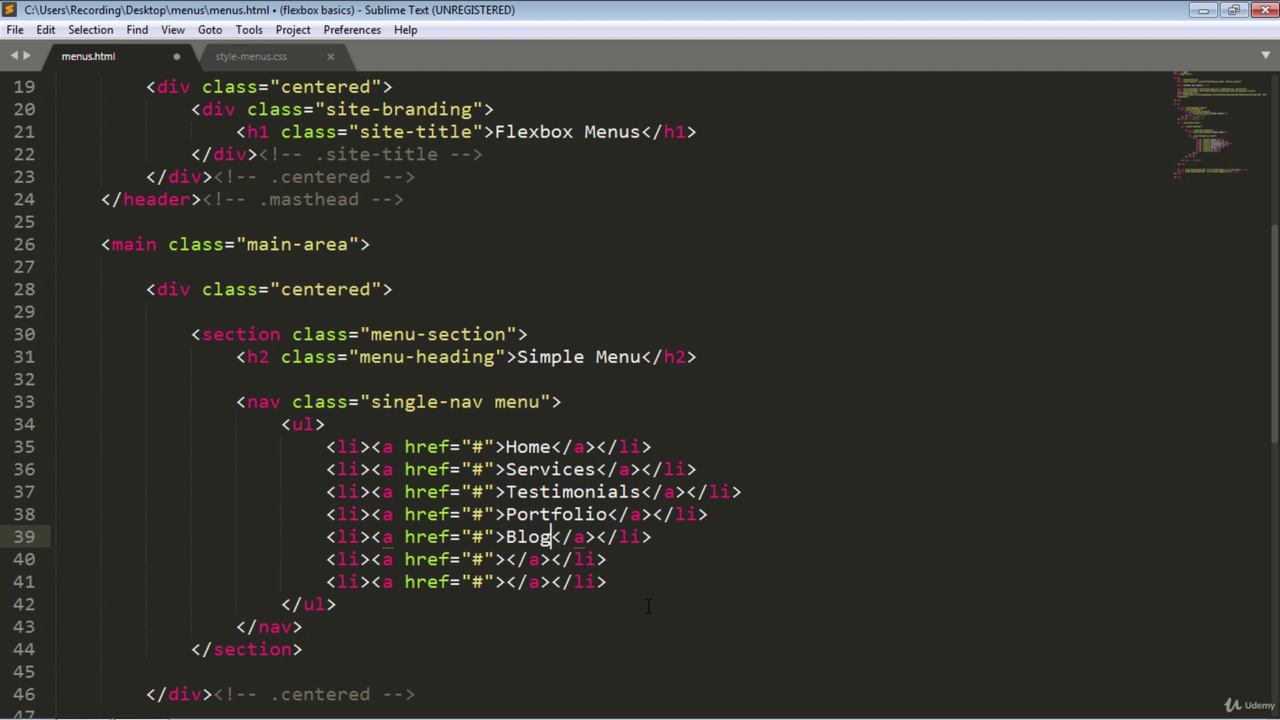 C:\Users\Recording\Desktop\menus\menus.html • (flexbox basics) - Sublime Text (UNREGISTERED)
File Edit Selection Find View Goto Tools Project Preferences Help
menus.html style-menus.css
19 <div class="centered">
20 <div class="site-branding">
21 <h1 class="site-title">Flexbox Menus</h1>
22 </div><!-- .site-title -->
23 </div><!-- .centered -->
24 </header><!-- .masthead -->
25
26 <main class="main-area">
27
28 <div class="centered">
29
30 <section class="menu-section">
31 <h2 class="menu-heading">Simple Menu</h2>
32
33 <nav class="single-nav menu">
34 <ul>
35 <li><a href="#">Home</a></li>
36 <li><a href="#">Services</a></li>
37 <li><a href="#">Testimonials</a></li>
38 <li><a href="#">Portfolio</a></li>
39 <li><a href="#">Blog</a></li>
40 <li><a href="#"></a></li>
41 <li><a href="#"></a></li>
42 </ul>
43 </nav>
44 </section>
45
46 </div><!-- .centered -->
47
Udemy